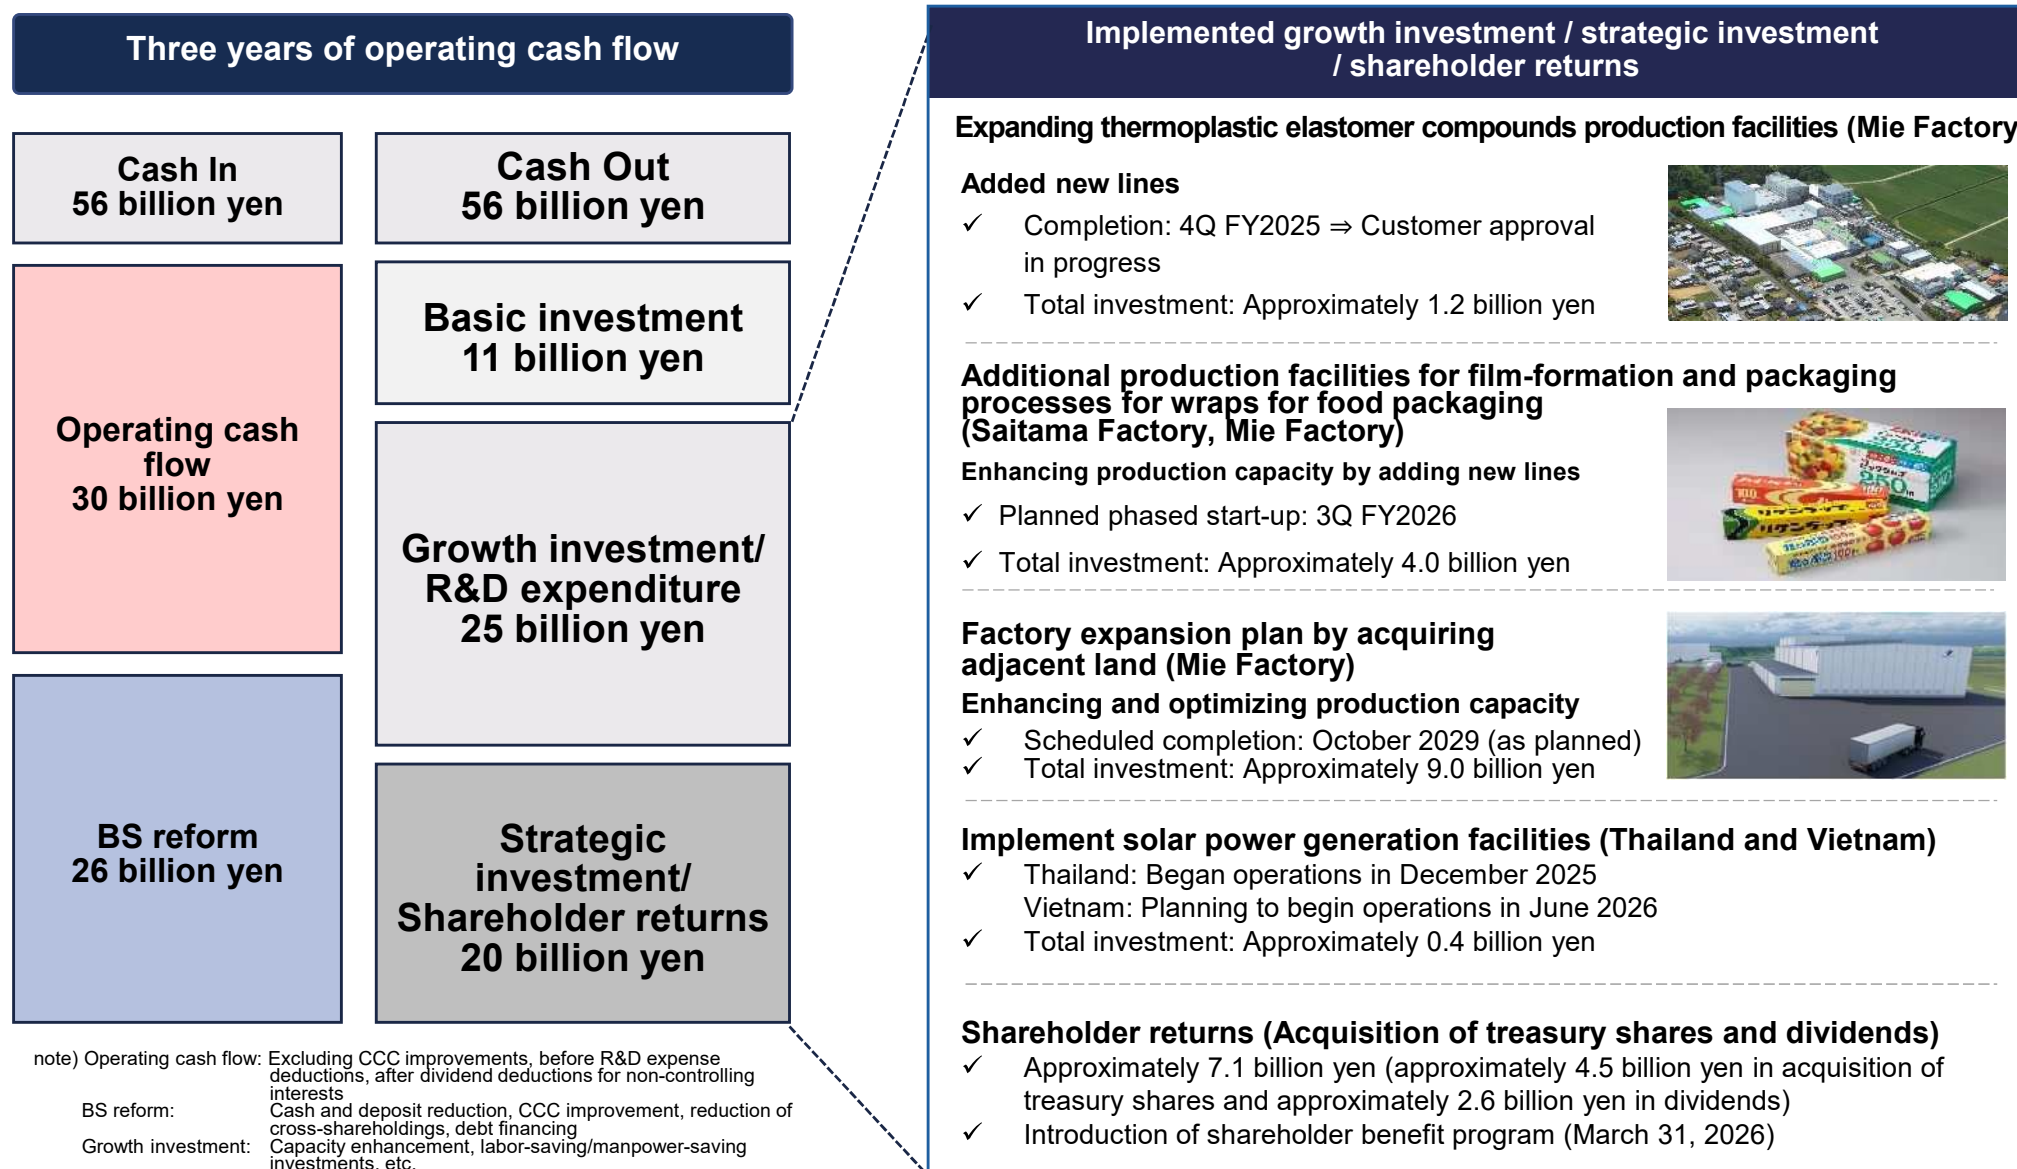 Three years of operating cash flow
Cash In
56 billion yen
Cash Out
56 billion yen
Operating cash
flow
30 billion yen
BS reform
26 billion yen
Basic investment
11 billion yen
Growth investment/
R&D expenditure
25 billion yen
Strategic
investment/
Shareholder returns
20 billion yen
note) Operating cash flow: Excluding CCC improvements, before R&D expense
deductions, after dividend deductions for non-controlling
interests
BS reform: Cash and deposit reduction, CCC improvement, reduction of
cross-shareholdings, debt financing
Growth investment: Capacity enhancement, labor-saving/manpower-saving
investments, etc.
Implemented growth investment / strategic investment
/ shareholder returns
Expanding thermoplastic elastomer compounds production facilities (Mie Factory
Added new lines
✓ Completion: 4Q FY2025 ⇒ Customer approval
in progress
✓ Total investment: Approximately 1.2 billion yen
Additional production facilities for film-formation and packaging
processes for wraps for food packaging
(Saitama Factory, Mie Factory)
Enhancing production capacity by adding new lines
✓ Planned phased start-up: 3Q FY2026
✓ Total investment: Approximately 4.0 billion yen
250
100
リケンラップ
Factory expansion plan by acquiring
adjacent land (Mie Factory)
Enhancing and optimizing production capacity
✓ Scheduled completion: October 2029 (as planned)
✓ Total investment: Approximately 9.0 billion yen
Implement solar power generation facilities (Thailand and Vietnam)
✓ Thailand: Began operations in December 2025
Vietnam: Planning to begin operations in June 2026
✓ Total investment: Approximately 0.4 billion yen
Shareholder returns (Acquisition of treasury shares and dividends)
✓ Approximately 7.1 billion yen (approximately 4.5 billion yen in acquisition of
treasury shares and approximately 2.6 billion yen in dividends)
✓ Introduction of shareholder benefit program (March 31, 2026)